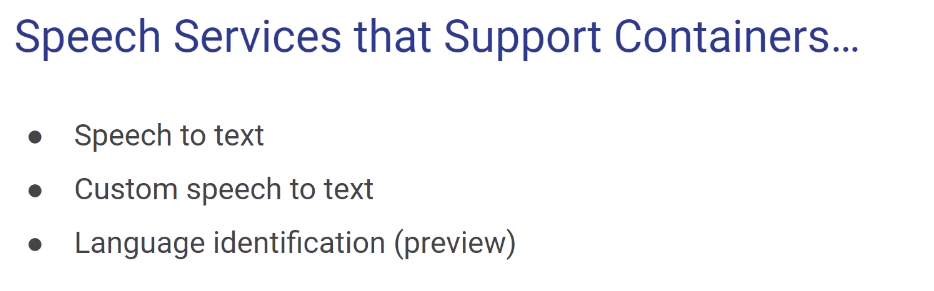 Speech Services that Support Containers...
● Speech to text
● Custom speech to text
● Language identification (preview)